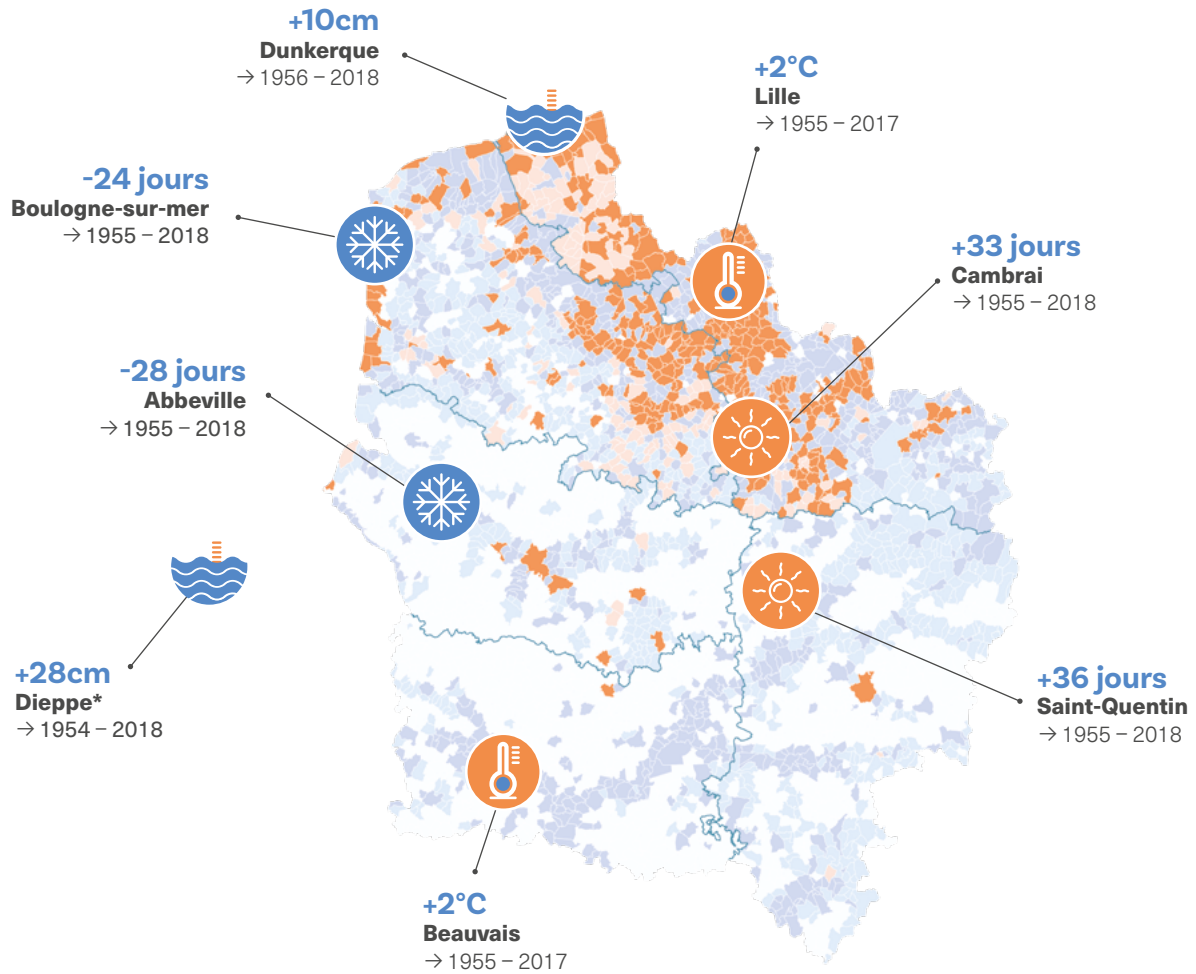 +10cm
Dunkerque
→ 1956 – 2018
+2°C
Lille
→ 1955 – 2017
-24 jours
Boulogne-sur-mer
→ 1955 – 2018
+33 jours
Cambrai
→ 1955 – 2018
-28 jours
Abbeville
→ 1955 – 2018
+28cm
Dieppe*
→ 1954 – 2018
+36 jours
Saint-Quentin
→ 1955 – 2018
+2°C
Beauvais
→ 1955 – 2017